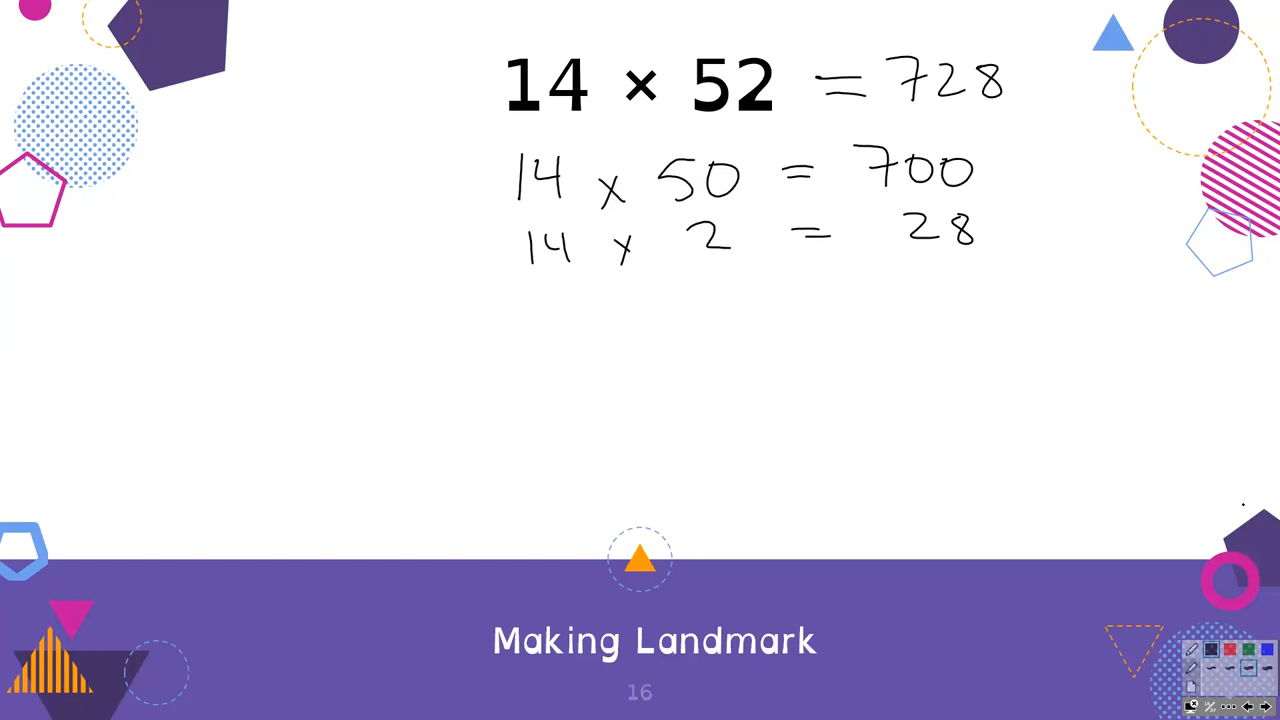 14 × 52 = 728
14 x 50 = 700
14 x 2 = 28
Making Landmark
16